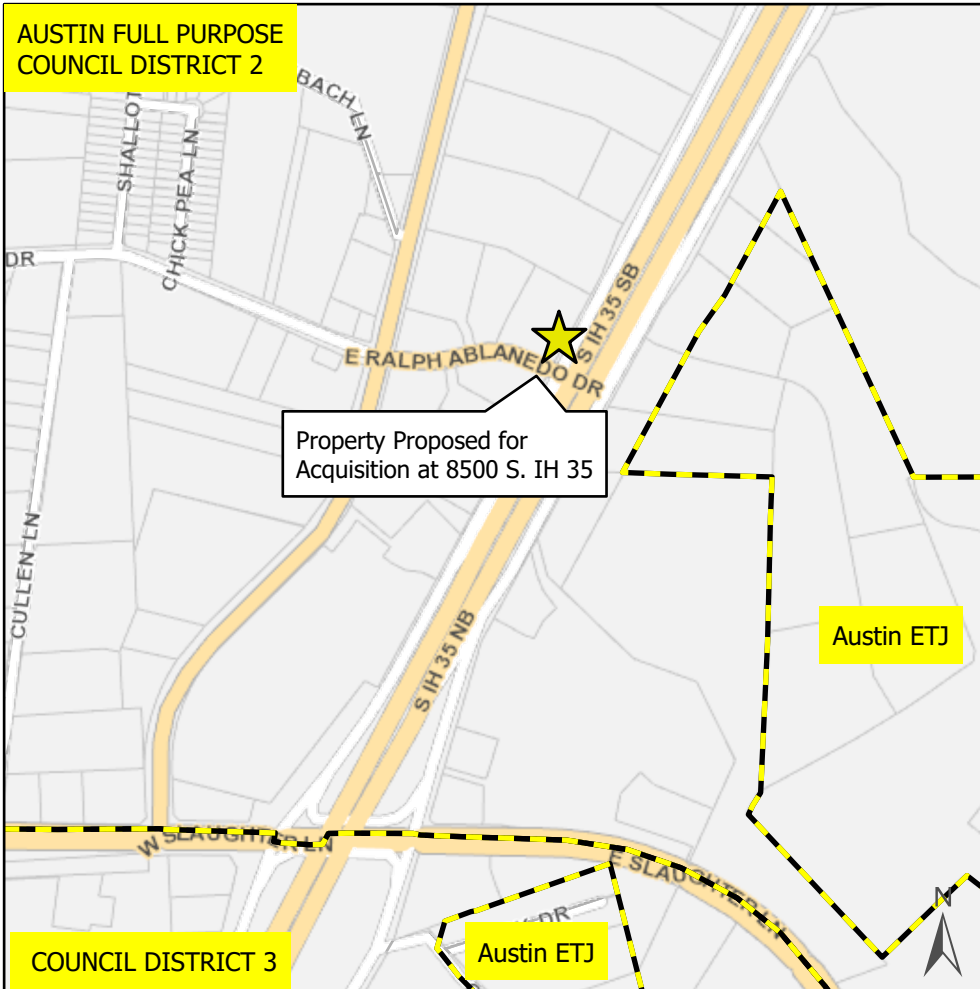 AUSTIN FULL PURPOSE
COUNCIL DISTRICT 2
BACH LN
SHALLOT
CHICK PEA LN
DR
S IH 35 SB
E RALPH ABLANEDO DR
Property Proposed for
Acquisition at 8500 S. IH 35
CULLEN LN
S IH 35 NB
Austin ETJ
W SLAUGHTER LN
E SLAUGHTER LN
DR
N
Austin ETJ
COUNCIL DISTRICT 3